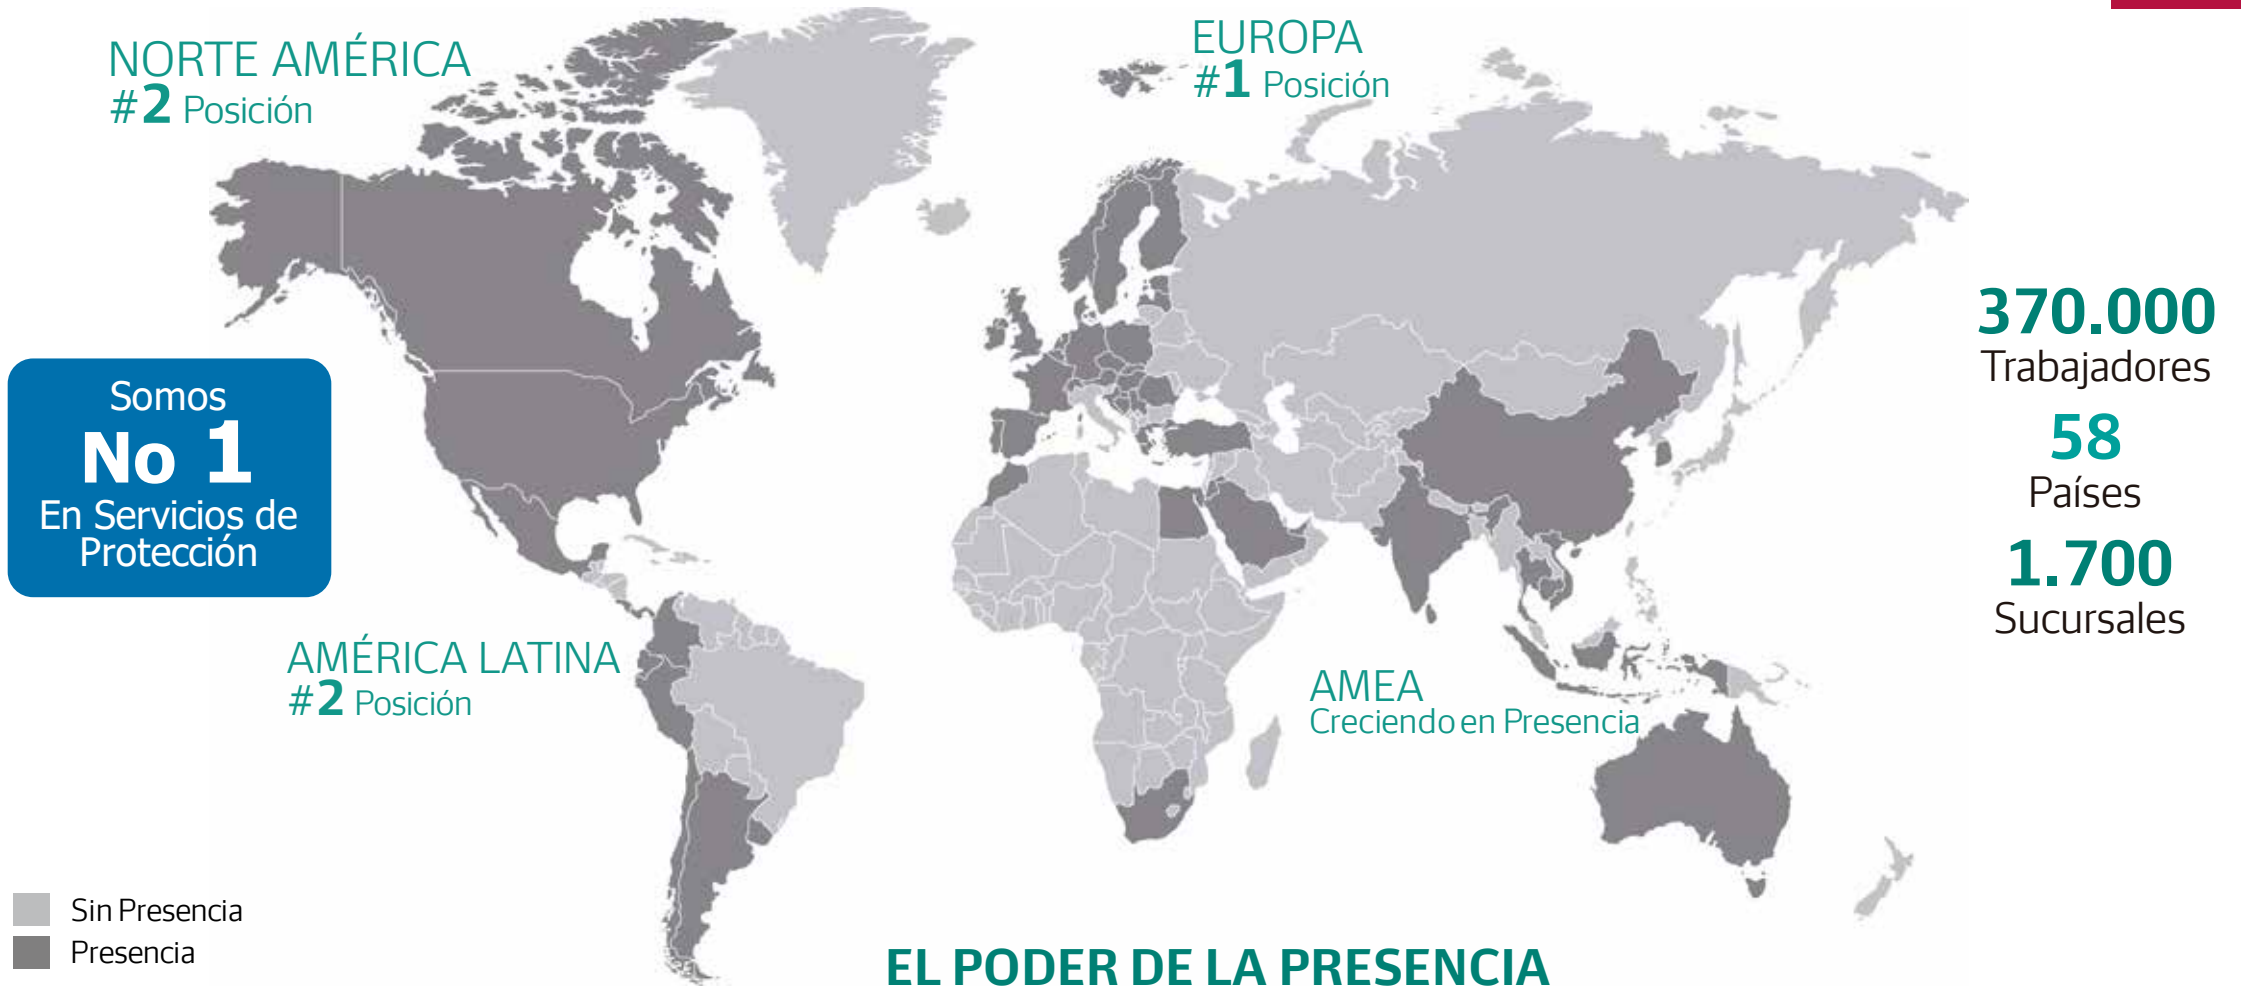 NORTE AMÉRICA
#2 Posición
EUROPA
#1 Posición
Somos
No 1
En Servicios de
Protección
370.000
Trabajadores
58
Países
1.700
Sucursales
AMÉRICA LATINA
#2 Posición
AMEA
Creciendo en Presencia
Sin Presencia
Presencia
EL PODER DE LA PRESENCIA